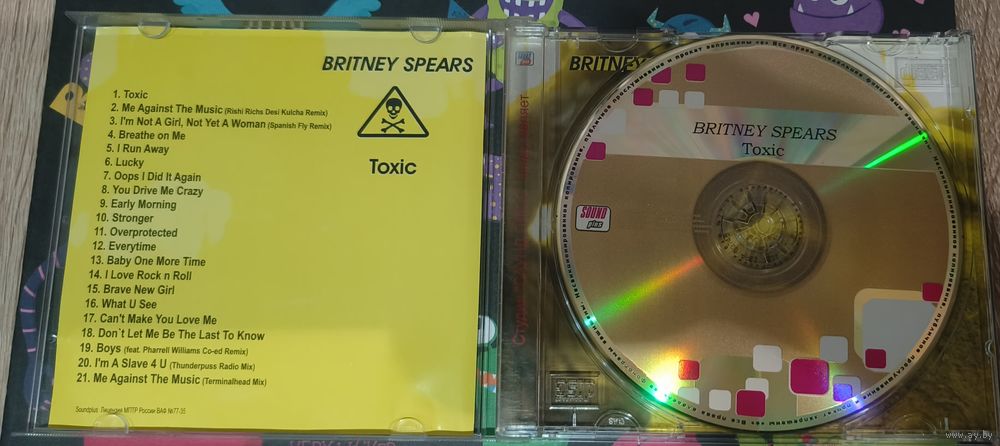 BRITNEY SPEARS
1. Toxic
2. Me Against The Music (Rishi Richs Desi Kulcha Remix)
3. I'm Not A Girl, Not Yet A Woman (Spanish Fly Remix)
4. Breathe on Me
5. I Run Away
6. Lucky
7. Oops I Did It Again
8. You Drive Me Crazy
9. Early Morning
10. Stronger
11. Overprotected
12. Everytime
13. Baby One More Time
14. I Love Rock n Roll
15. Brave New Girl
16. What U See
17. Can't Make You Love Me
18. Don`t Let Me Be The Last To Know
19. Boys (feat. Pharrell Williams Co-ed Remix)
20. I'm A Slave 4 U (Thunderpuss Radio Mix)
21. Me Against The Music (Terminalhead Mix)
Toxic
Soundplus Лицензия МПТР России ВАФ №77-35
BRITNEY
BRITNEY SPEARS
Toxic
SOUND
plus
www.ay.by